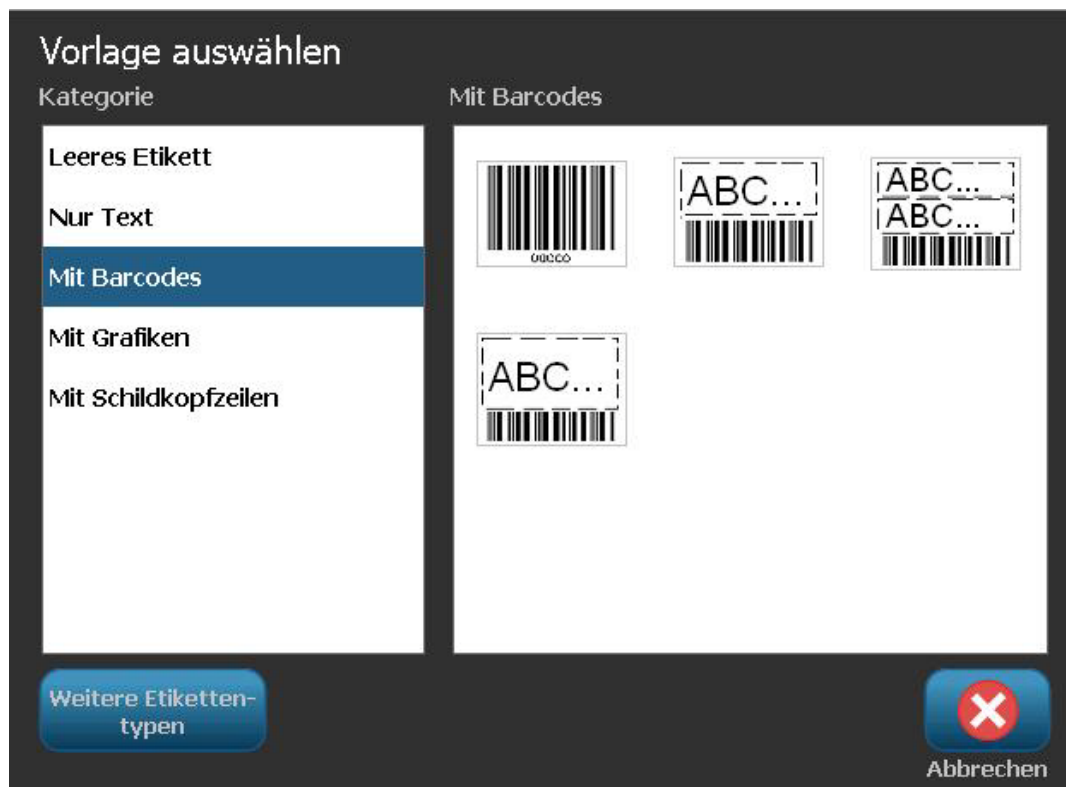 Vorlage auswählen
Kategorie
Mit Barcodes
Leeres Etikett
Nur Text
Mit Barcodes
Mit Grafiken
Mit Schildkopfzeilen
ABC...
ABC...
ABC...
ABC...
Weitere Etiketten-
typen
Abbrechen